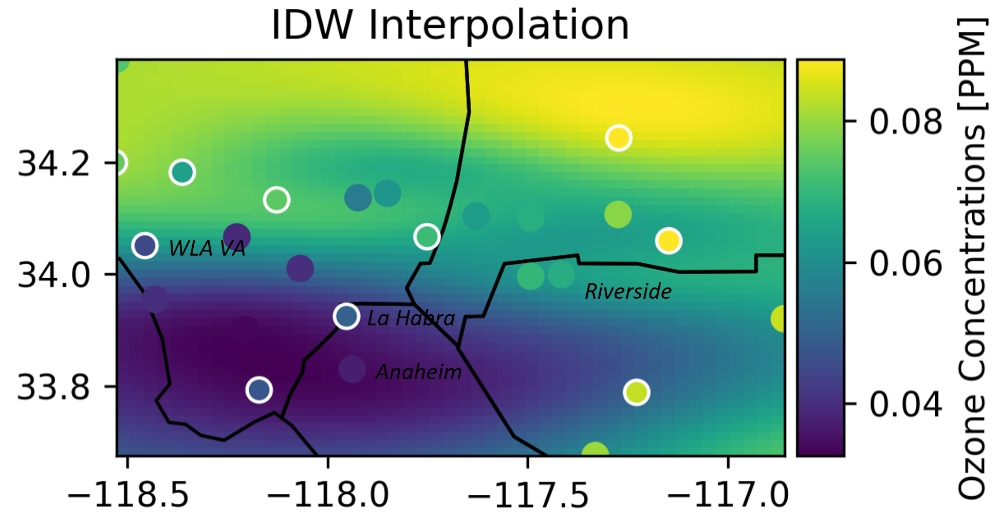 IDW Interpolation
Ozone Concentrations [PPM]
0.08
0.06
0.04
34.2
34.0
33.8
WLA VA
Riverside
La Habra
Anaheim
−118.5
−118.0
−117.5
−117.0